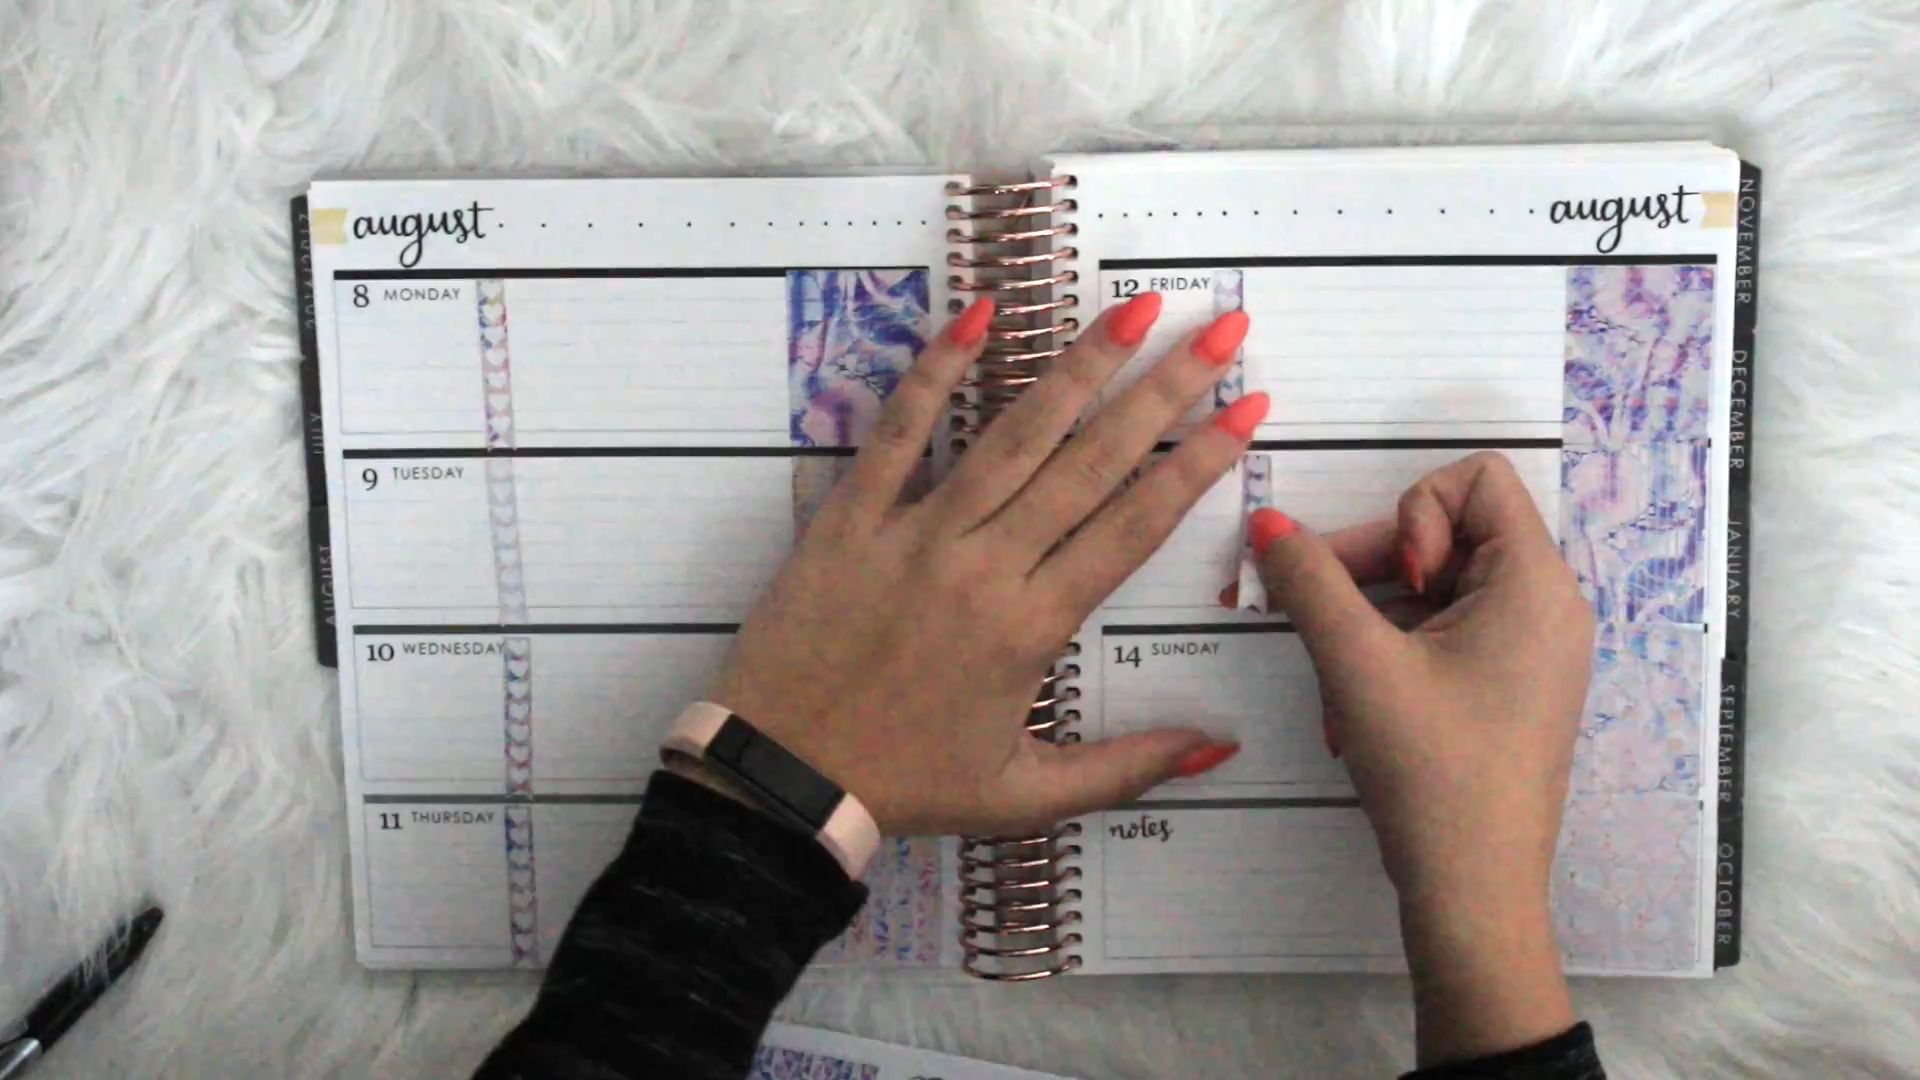 august
august
8 MONDAY
9 TUESDAY
10 WEDNESDAY
11 THURSDAY
12 FRIDAY
14 SUNDAY
notes
JULY
AUGUST
NOVEMBER
DECEMBER
JANUARY
SEPTEMBER
OCTOBER